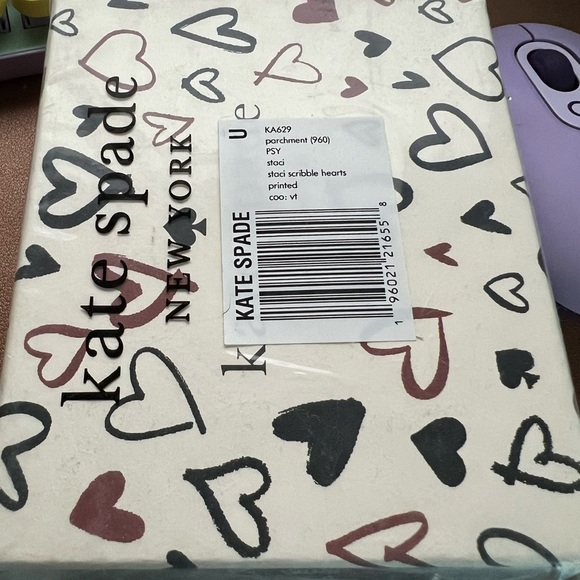 kate spade
NEW YORK
U
KATE SPADE
KA629
parchment (960)
PSY
staci
staci scribble hearts
printed
coo: vt
1 96021 21655 8
k
e